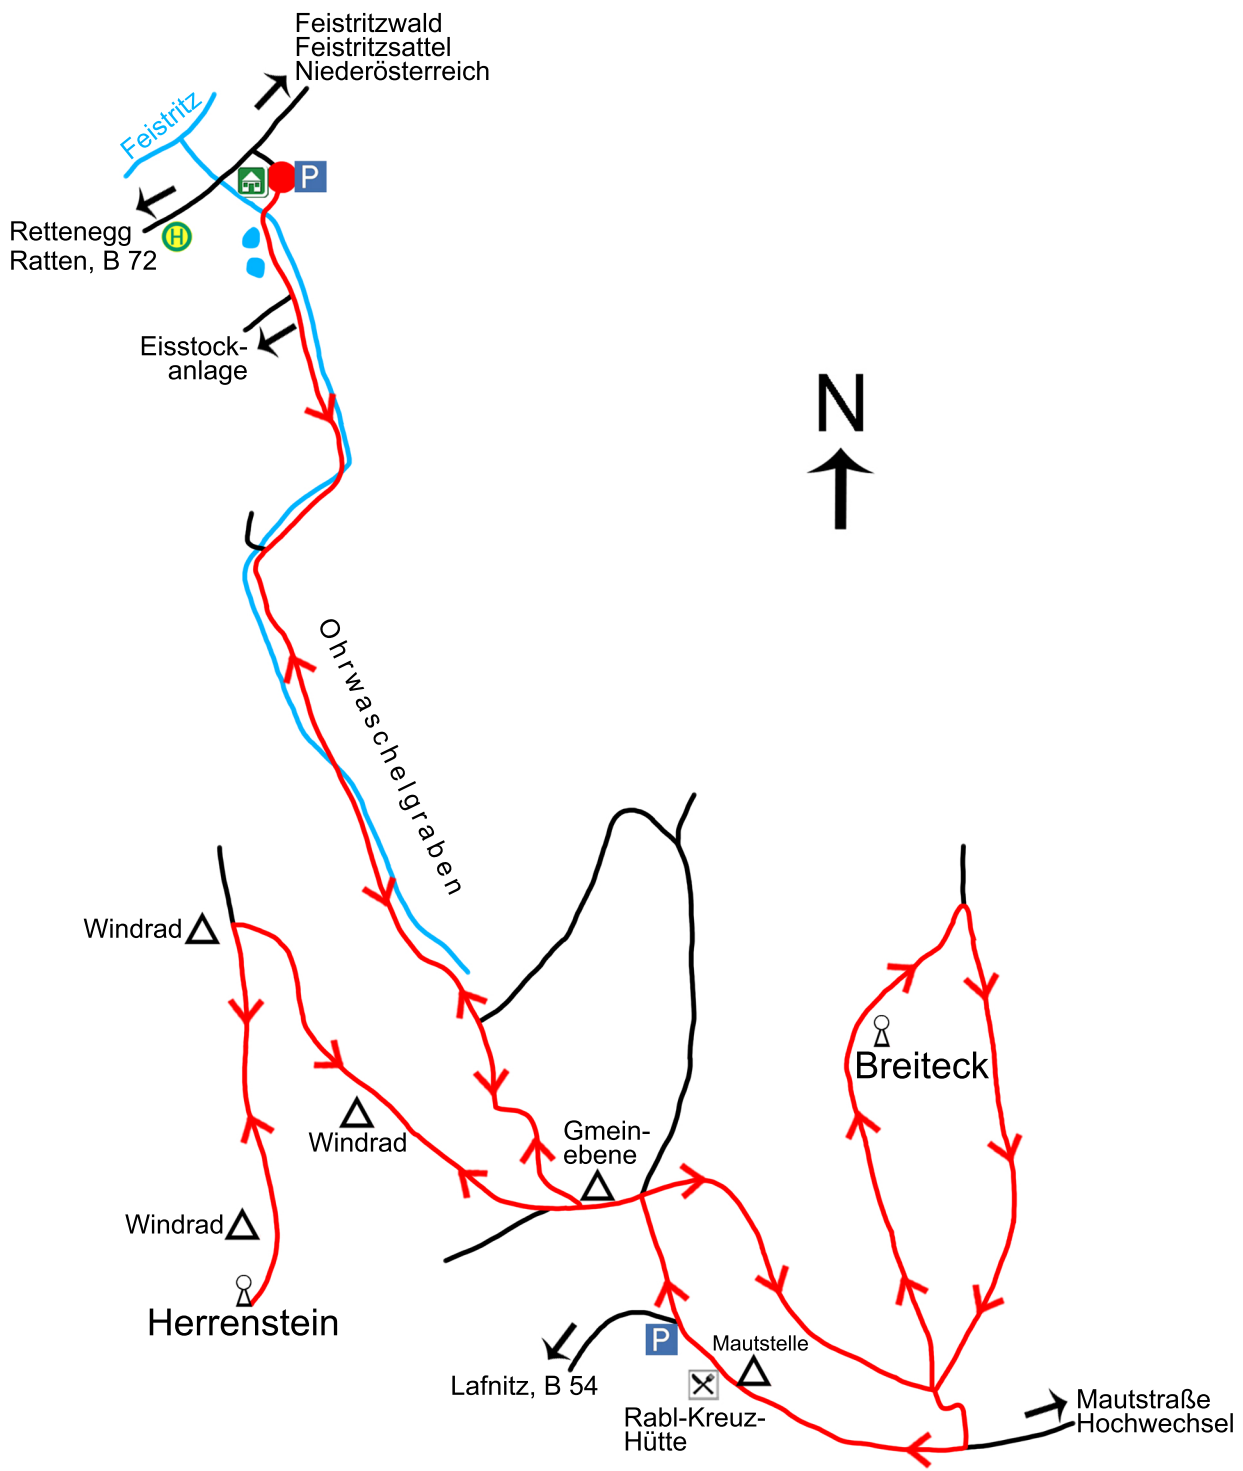 Feistritzwald
Feistritzsattel
Niederösterreich
Feistritz
P
Rettenegg
Ratten, B 72
H
Eisstock-
anlage
N
Ohrwaschelgraben
Windrad
Breiteck
Windrad
Gmein-
ebene
Windrad
Herrenstein
P
Mautstelle
Lafnitz, B 54
Rabl-Kreuz-
Hütte
Mautstraße
Hochwechsel